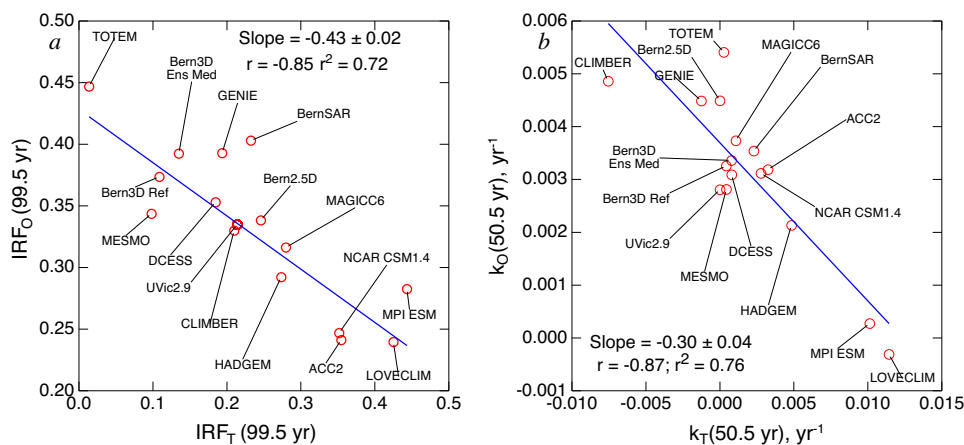 a
Slope = -0.43 ± 0.02
r = -0.85 r² = 0.72
TOTEM
Bern3D
Ens Med
GENIE
BernSAR
Bern3D Ref
Bern2.5D
MESMO
MAGICC6
DCESS
UVic2.9
NCAR CSM1.4
CLIMBER
MPI ESM
HADGEM
ACC2
LOVECLIM
0.50
0.45
0.40
0.35
0.30
0.25
0.20
0.0
0.1
0.2
0.3
0.4
0.5
IRF_O (99.5 yr)
IRF_T (99.5 yr)
b
TOTEM
Bern2.5D
MAGICC6
CLIMBER
GENIE
BernSAR
ACC2
Bern3D
Ens Med
Bern3D Ref
NCAR CSM1.4
UVic2.9
DCESS
MESMO
HADGEM
Slope = -0.30 ± 0.04
r = -0.87; r² = 0.76
MPI ESM
LOVECLIM
0.006
0.005
0.004
0.003
0.002
0.001
0.000
-0.001
-0.010
-0.005
0.000
0.005
0.010
0.015
k_O(50.5 yr), yr⁻¹
k_T(50.5 yr), yr⁻¹